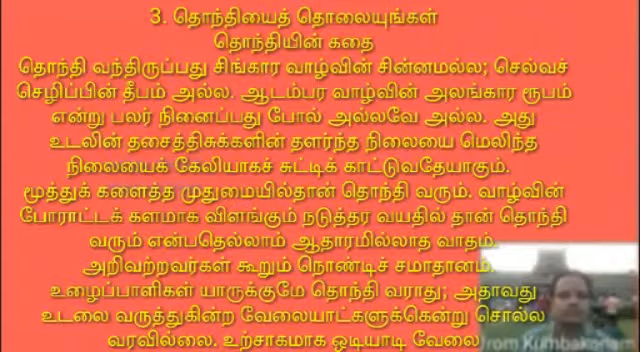 3. தொந்தியைத் தொலையுங்கள்
தொந்தியின் கதை
தொந்தி வந்திருப்பது சிங்கார வாழ்வின் சின்னமல்ல; செல்வச்
செழிப்பின் தீபம் அல்ல. ஆடம்பர வாழ்வின் அலங்கார ரூபம்
என்று பலர் நினைப்பது போல் அல்லவே அல்ல. அது
உடலின் தசைத்திசுக்களின் தளர்ந்த நிலையை மெலிந்த
நிலையைக் கேலியாகச் சுட்டிக் காட்டுவதேயாகும்.
மூத்துக் களைத்த முதுமையில்தான் தொந்தி வரும். வாழ்வின்
போராட்டக் களமாக விளங்கும் நடுத்தர வயதில் தான் தொந்தி
வரும் என்பதெல்லாம் ஆதாரமில்லாத வாதம்.
அறிவற்றவர்கள் கூறும் நொண்டிச் சமாதானம்.
உழைப்பாளிகள் யாருக்குமே தொந்தி வராது; அதாவது
உடலை வருத்துகின்ற வேலையாட்களுக்கென்று சொல்ல
வரவில்லை. உற்சாகமாக ஒடியாடி வேலை
from Kumbakonam